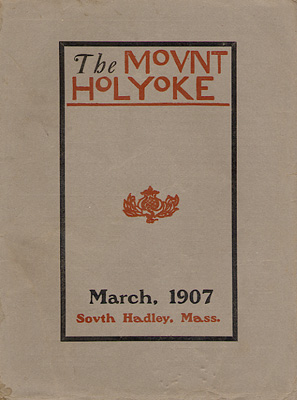 The MOVNT
HOLYOKE
March, 1907
Sovth Hadley, Mass.